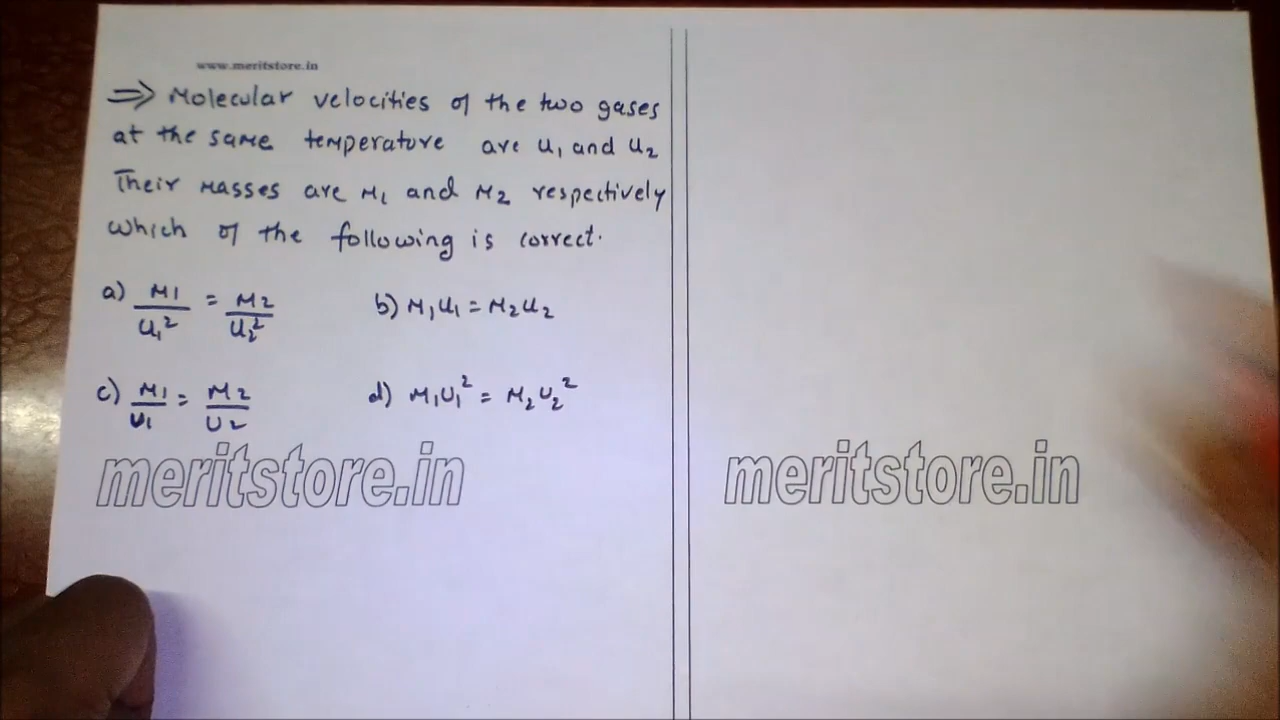 www.meritstore.in
⇒ Molecular velocities of the two gases
at the same temperature are u₁ and u₂
Their masses are M₁ and M₂ respectively
which of the following is correct.
a) M1/u₁² = M2/u₂² b) M₁u₁ = M₂u₂
c) M1/U1 = M2/U2 d) M₁U₁² = M₂U₂²
meritstore.in meritstore.in